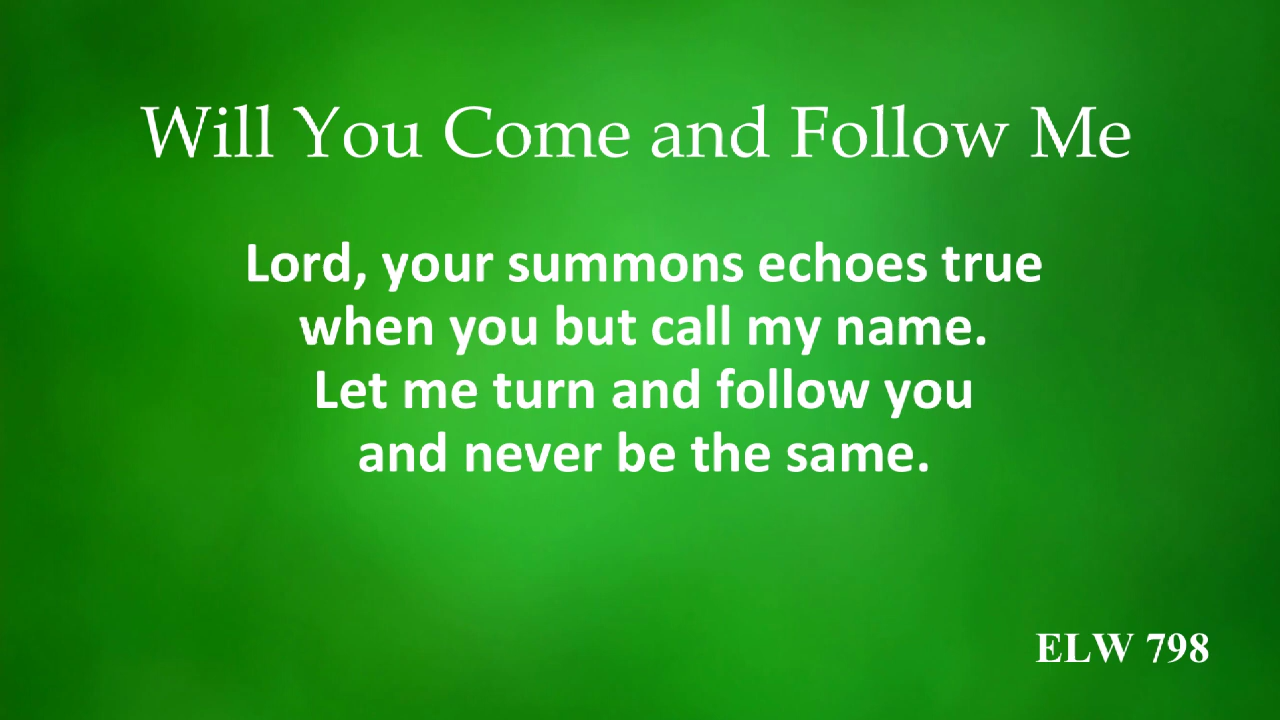 Will You Come and Follow Me
Lord, your summons echoes true
when you but call my name.
Let me turn and follow you
and never be the same.
ELW 798